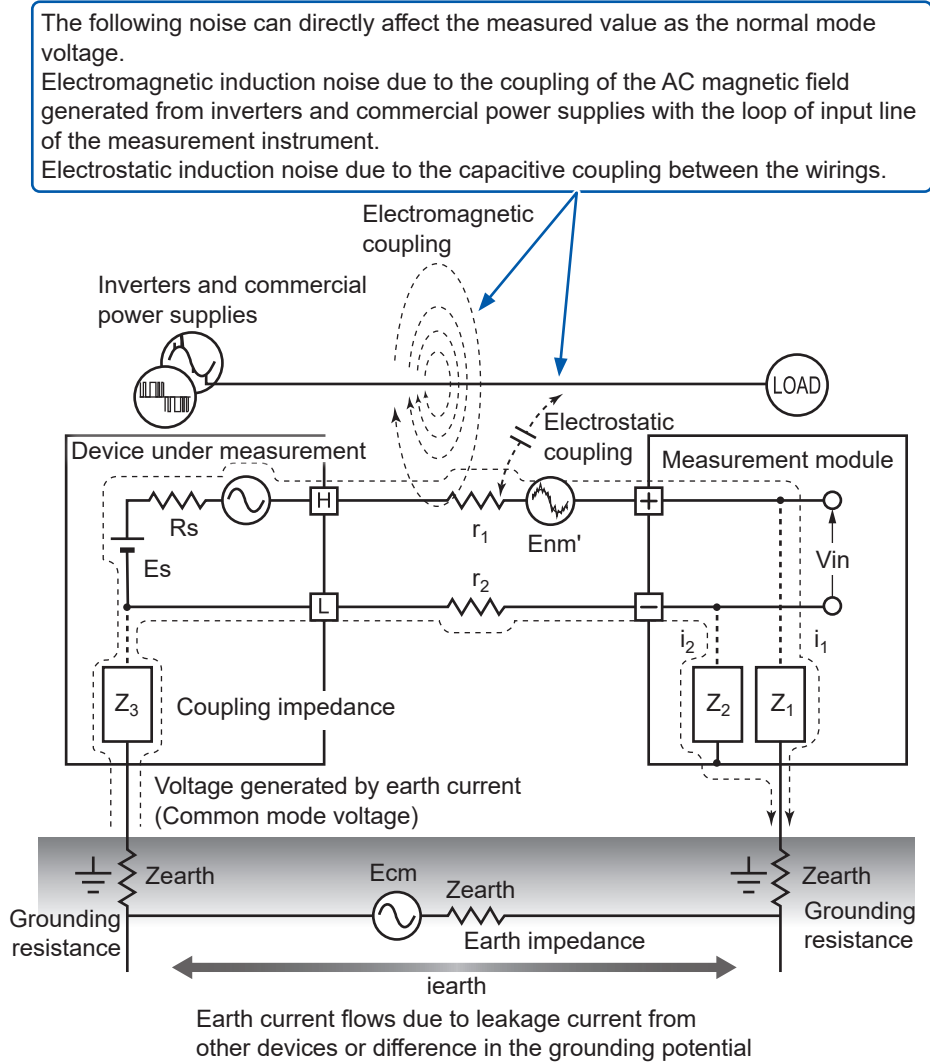 The following noise can directly affect the measured value as the normal mode
voltage.
Electromagnetic induction noise due to the coupling of the AC magnetic field
generated from inverters and commercial power supplies with the loop of input line
of the measurement instrument.
Electrostatic induction noise due to the capacitive coupling between the wirings.
Electromagnetic
coupling
Inverters and commercial
power supplies
LOAD
Electrostatic
coupling
Device under measurement
Measurement module
H
+
Rs
r1
Enm'
Es
Vin
r2
L
−
i2
i1
Z3
Coupling impedance
Z2
Z1
Voltage generated by earth current
(Common mode voltage)
Zearth
Ecm
Zearth
Zearth
Grounding
resistance
Earth impedance
Grounding
resistance
iearth
Earth current flows due to leakage current from
other devices or difference in the grounding potential